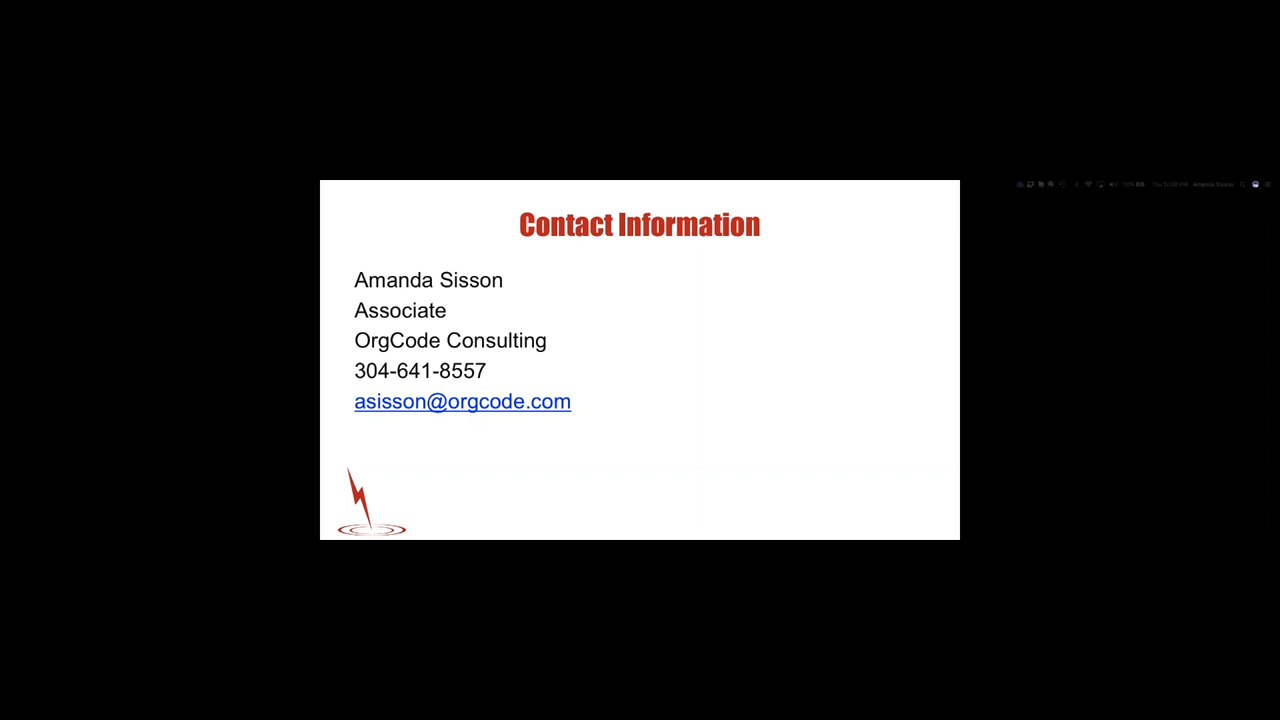 Contact Information
Amanda Sisson
Associate
OrgCode Consulting
304-641-8557
asisson@orgcode.com